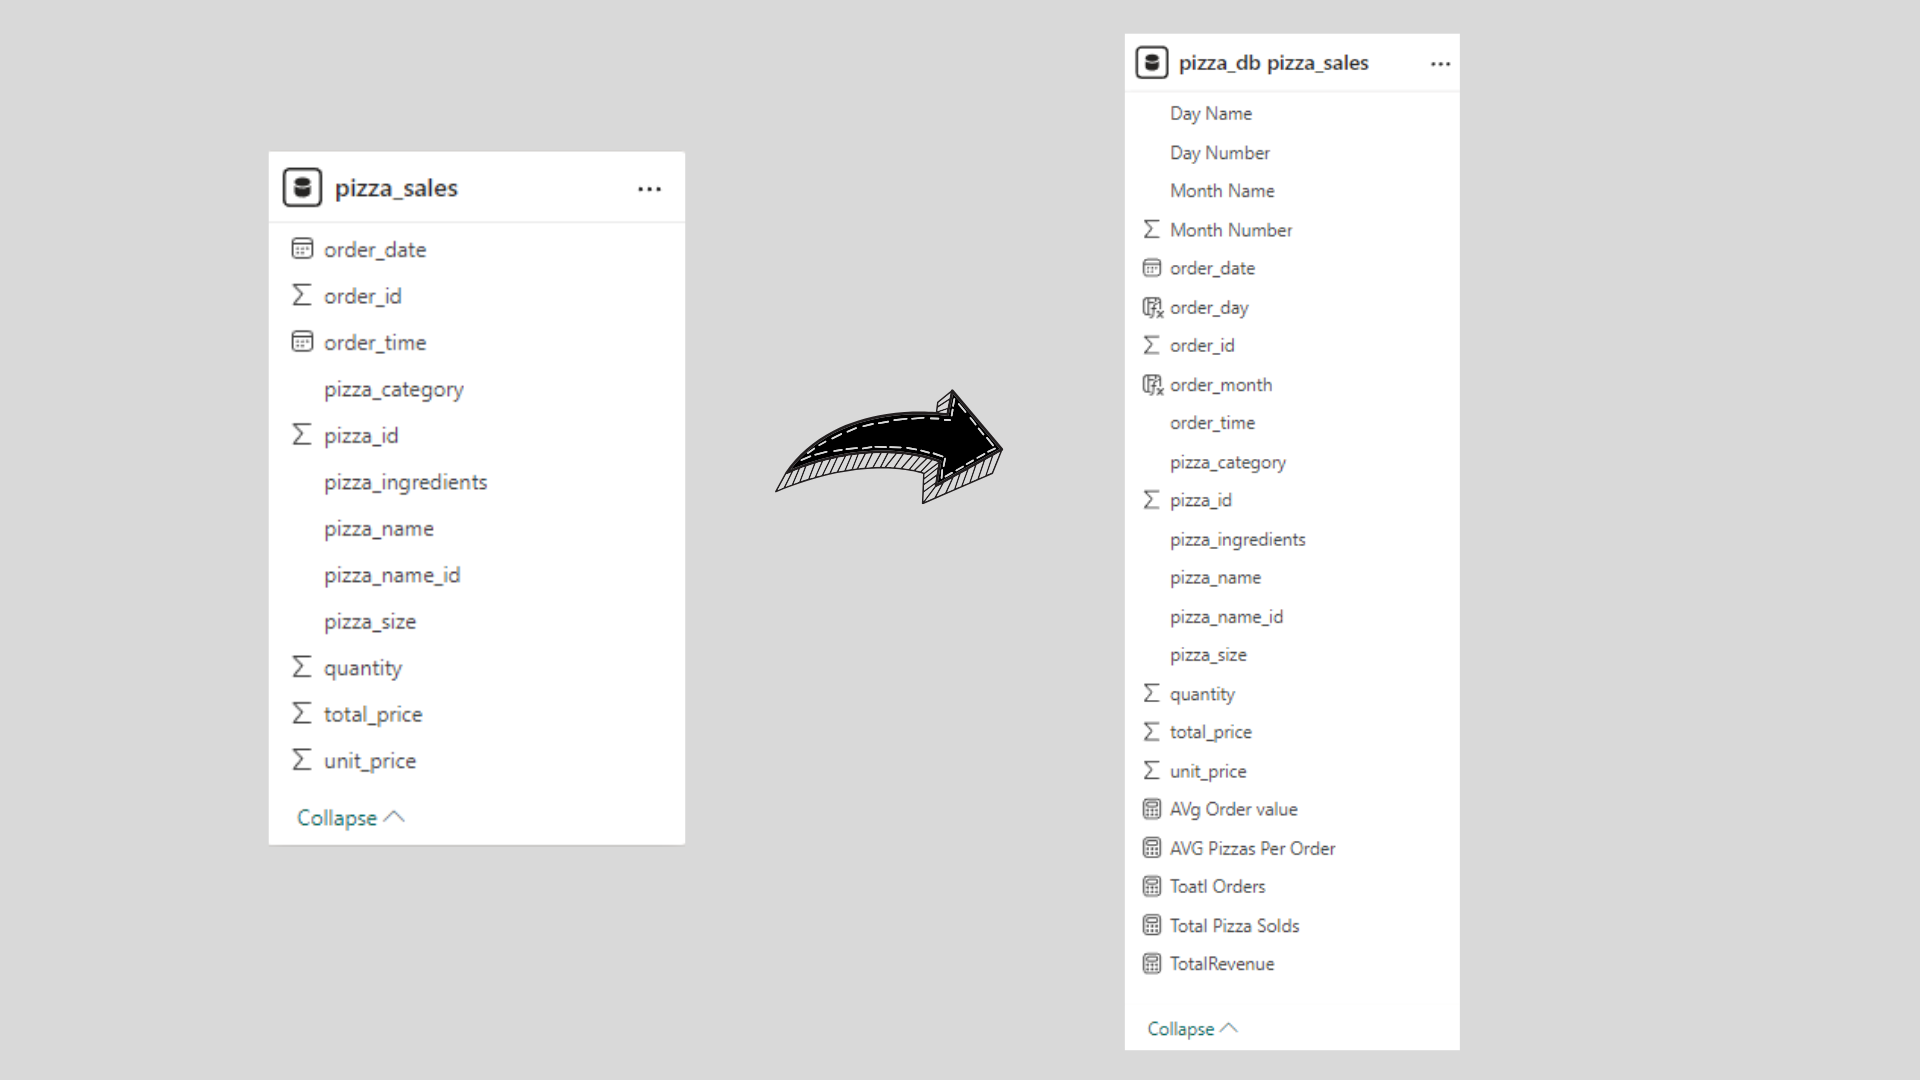 pizza_sales
order_date
order_id
order_time
pizza_category
pizza_id
pizza_ingredients
pizza_name
pizza_name_id
pizza_size
quantity
total_price
unit_price
Collapse
pizza_db pizza_sales
Day Name
Day Number
Month Name
Month Number
order_date
order_day
order_id
order_month
order_time
pizza_category
pizza_id
pizza_ingredients
pizza_name
pizza_name_id
pizza_size
quantity
total_price
unit_price
AVg Order value
AVG Pizzas Per Order
Toatl Orders
Total Pizza Solds
TotalRevenue
Collapse